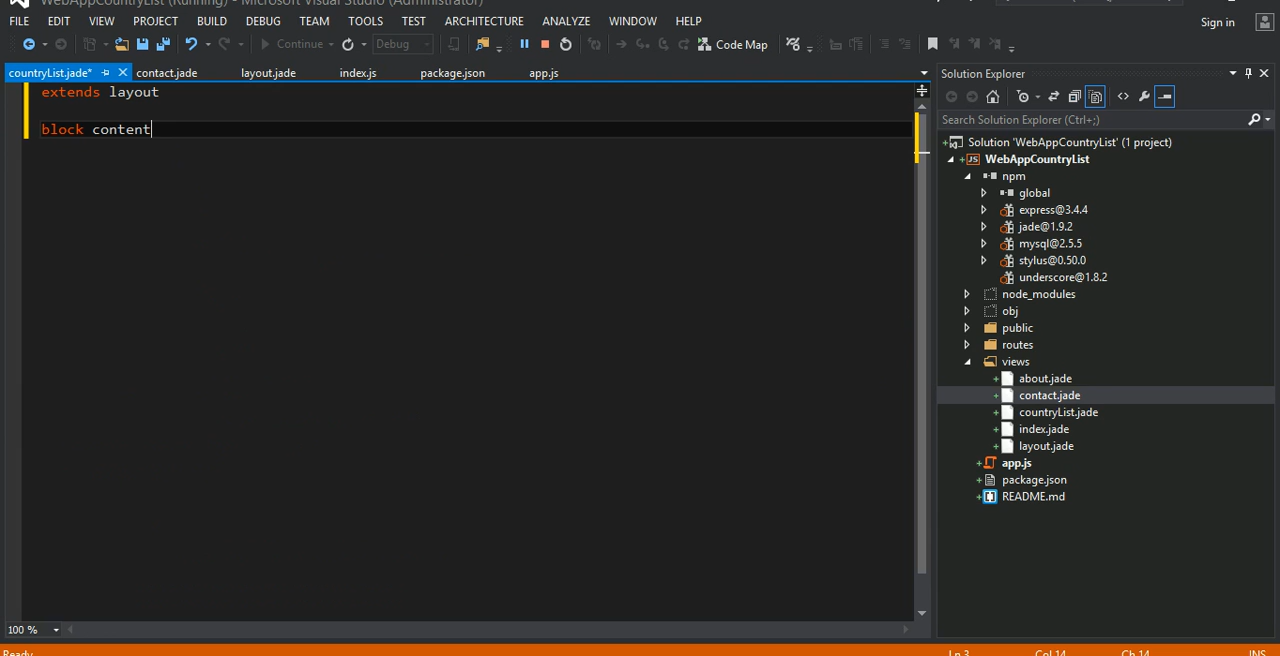 WebAppCountryList (Running) - Microsoft Visual Studio (Administrator)
FILE EDIT VIEW PROJECT BUILD DEBUG TEAM TOOLS TEST ARCHITECTURE ANALYZE WINDOW HELP
Sign in
Continue Debug Code Map
countryList.jade* contact.jade layout.jade index.js package.json app.js
extends layout
block content
100 %
Solution Explorer
Search Solution Explorer (Ctrl+;)
Solution 'WebAppCountryList' (1 project)
WebAppCountryList
npm
global
express@3.4.4
jade@1.9.2
mysql@2.5.5
stylus@0.50.0
underscore@1.8.2
node_modules
obj
public
routes
views
about.jade
contact.jade
countryList.jade
index.jade
layout.jade
app.js
package.json
README.md
Ready Ln 3 Col 14 Ch 14 INS